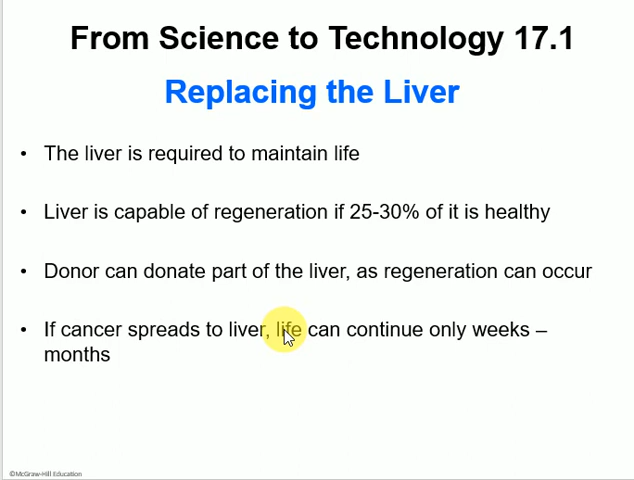 From Science to Technology 17.1
Replacing the Liver
• The liver is required to maintain life
• Liver is capable of regeneration if 25-30% of it is healthy
• Donor can donate part of the liver, as regeneration can occur
• If cancer spreads to liver, life can continue only weeks –
months
©McGraw-Hill Education